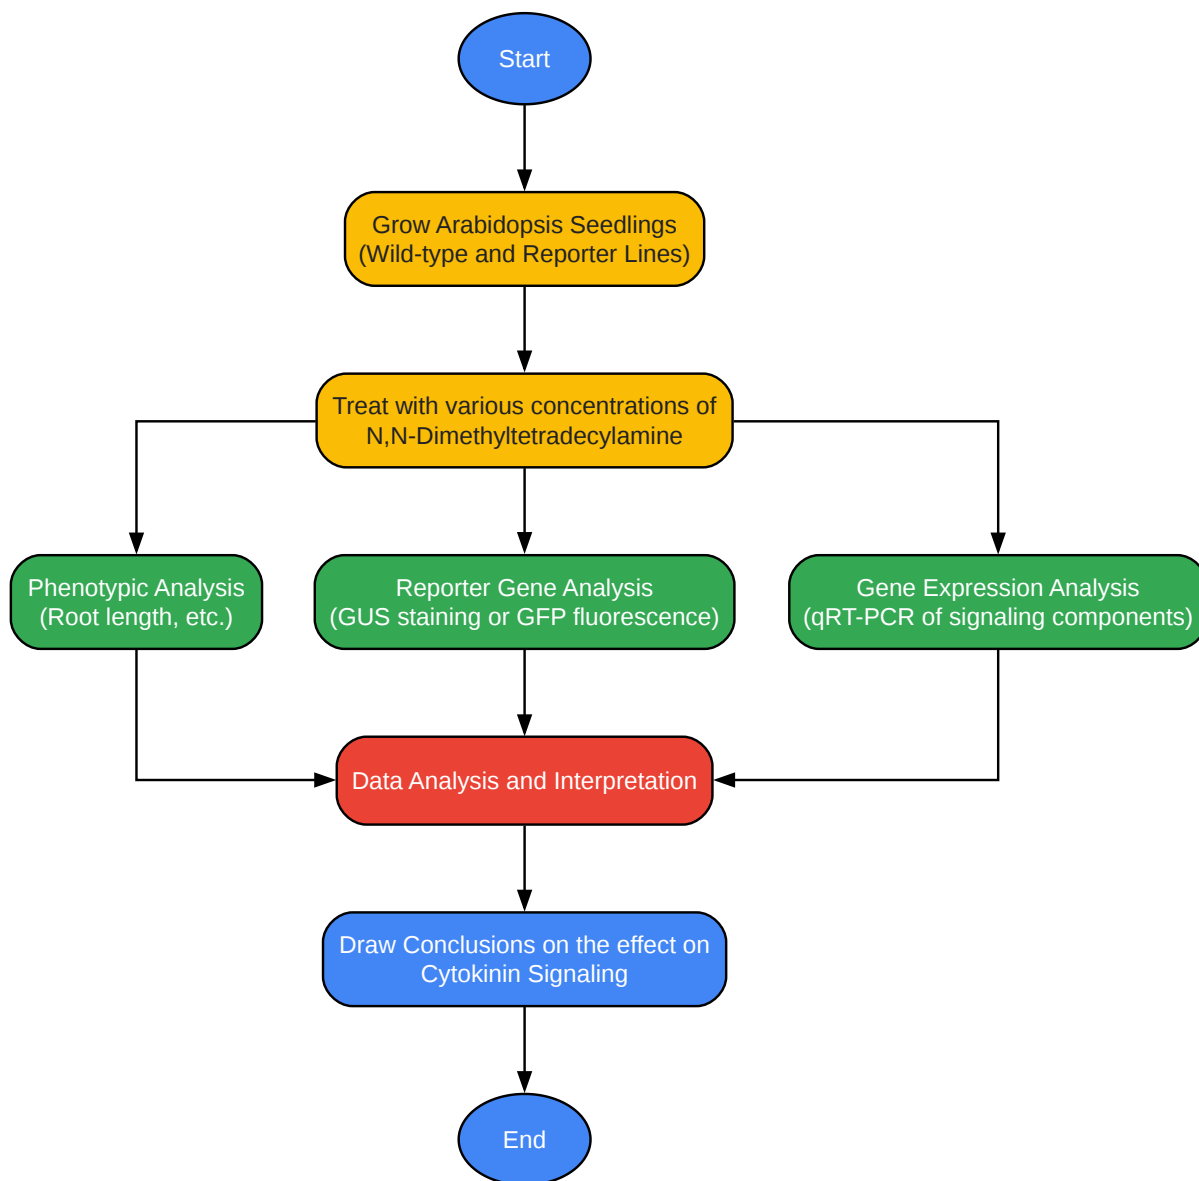 Start
Grow Arabidopsis Seedlings
(Wild-type and Reporter Lines)
Treat with various concentrations of
N,N-Dimethyltetradecylamine
Phenotypic Analysis
(Root length, etc.)
Reporter Gene Analysis
(GUS staining or GFP fluorescence)
Gene Expression Analysis
(qRT-PCR of signaling components)
Data Analysis and Interpretation
Draw Conclusions on the effect on
Cytokinin Signaling
End